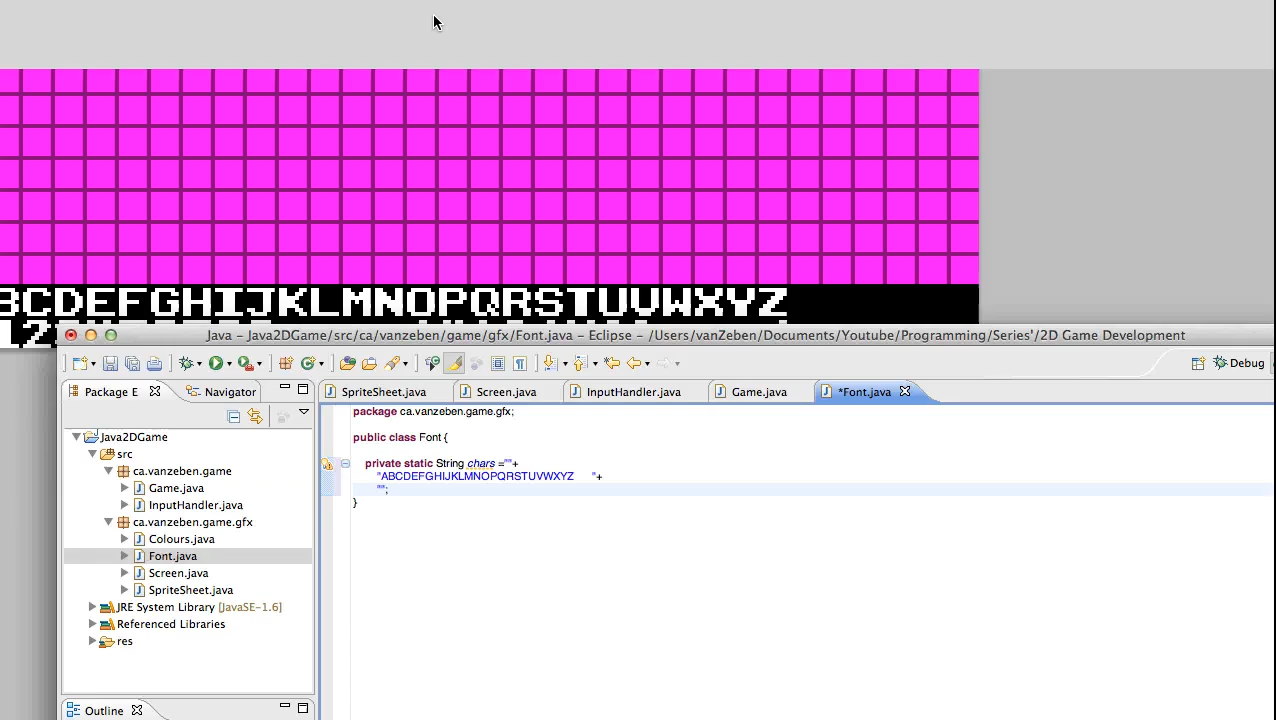 BCDEFGHIJKLMNOPQRSTUVWXYZ
Java – Java2DGame/src/ca/vanzeben/game/gfx/Font.java – Eclipse – /Users/vanZeben/Documents/Youtube/Programming/Series'/2D Game Development
Debug
Package E Navigator
SpriteSheet.java Screen.java InputHandler.java Game.java *Font.java
Java2DGame
src
ca.vanzeben.game
Game.java
InputHandler.java
ca.vanzeben.game.gfx
Colours.java
Font.java
Screen.java
SpriteSheet.java
JRE System Library [JavaSE-1.6]
Referenced Libraries
res
Outline
package ca.vanzeben.game.gfx;
public class Font {
private static String chars =""+
"ABCDEFGHIJKLMNOPQRSTUVWXYZ      "+
"";
}